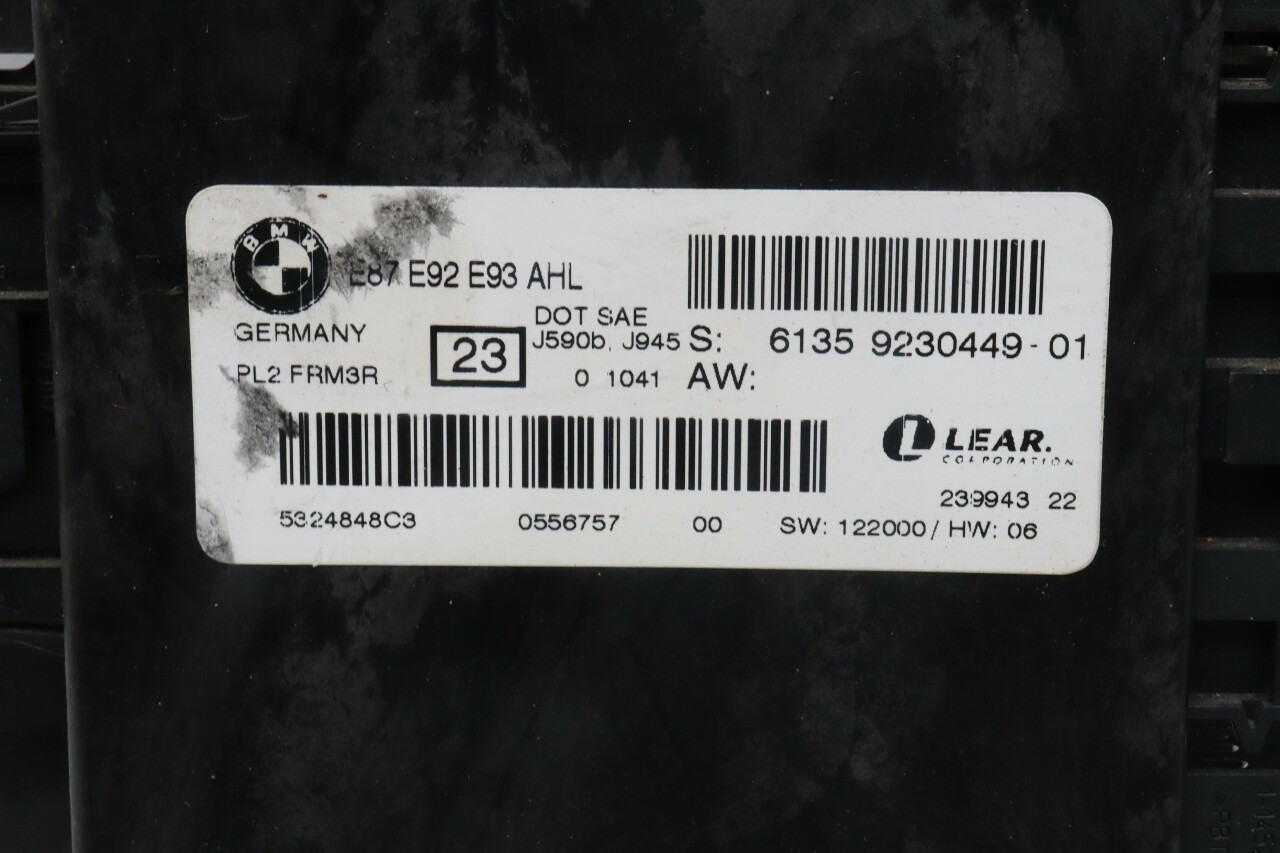 BMW
E87 E92 E93 AHL
GERMANY
PL2 FRM3R
23
DOT SAE
J590b, J945
0 1041
S: 6135 9230449-01
AW:
LEAR.
CORPORATION
239943 22
5324848C3 0556757 00 SW: 122000 / HW: 06